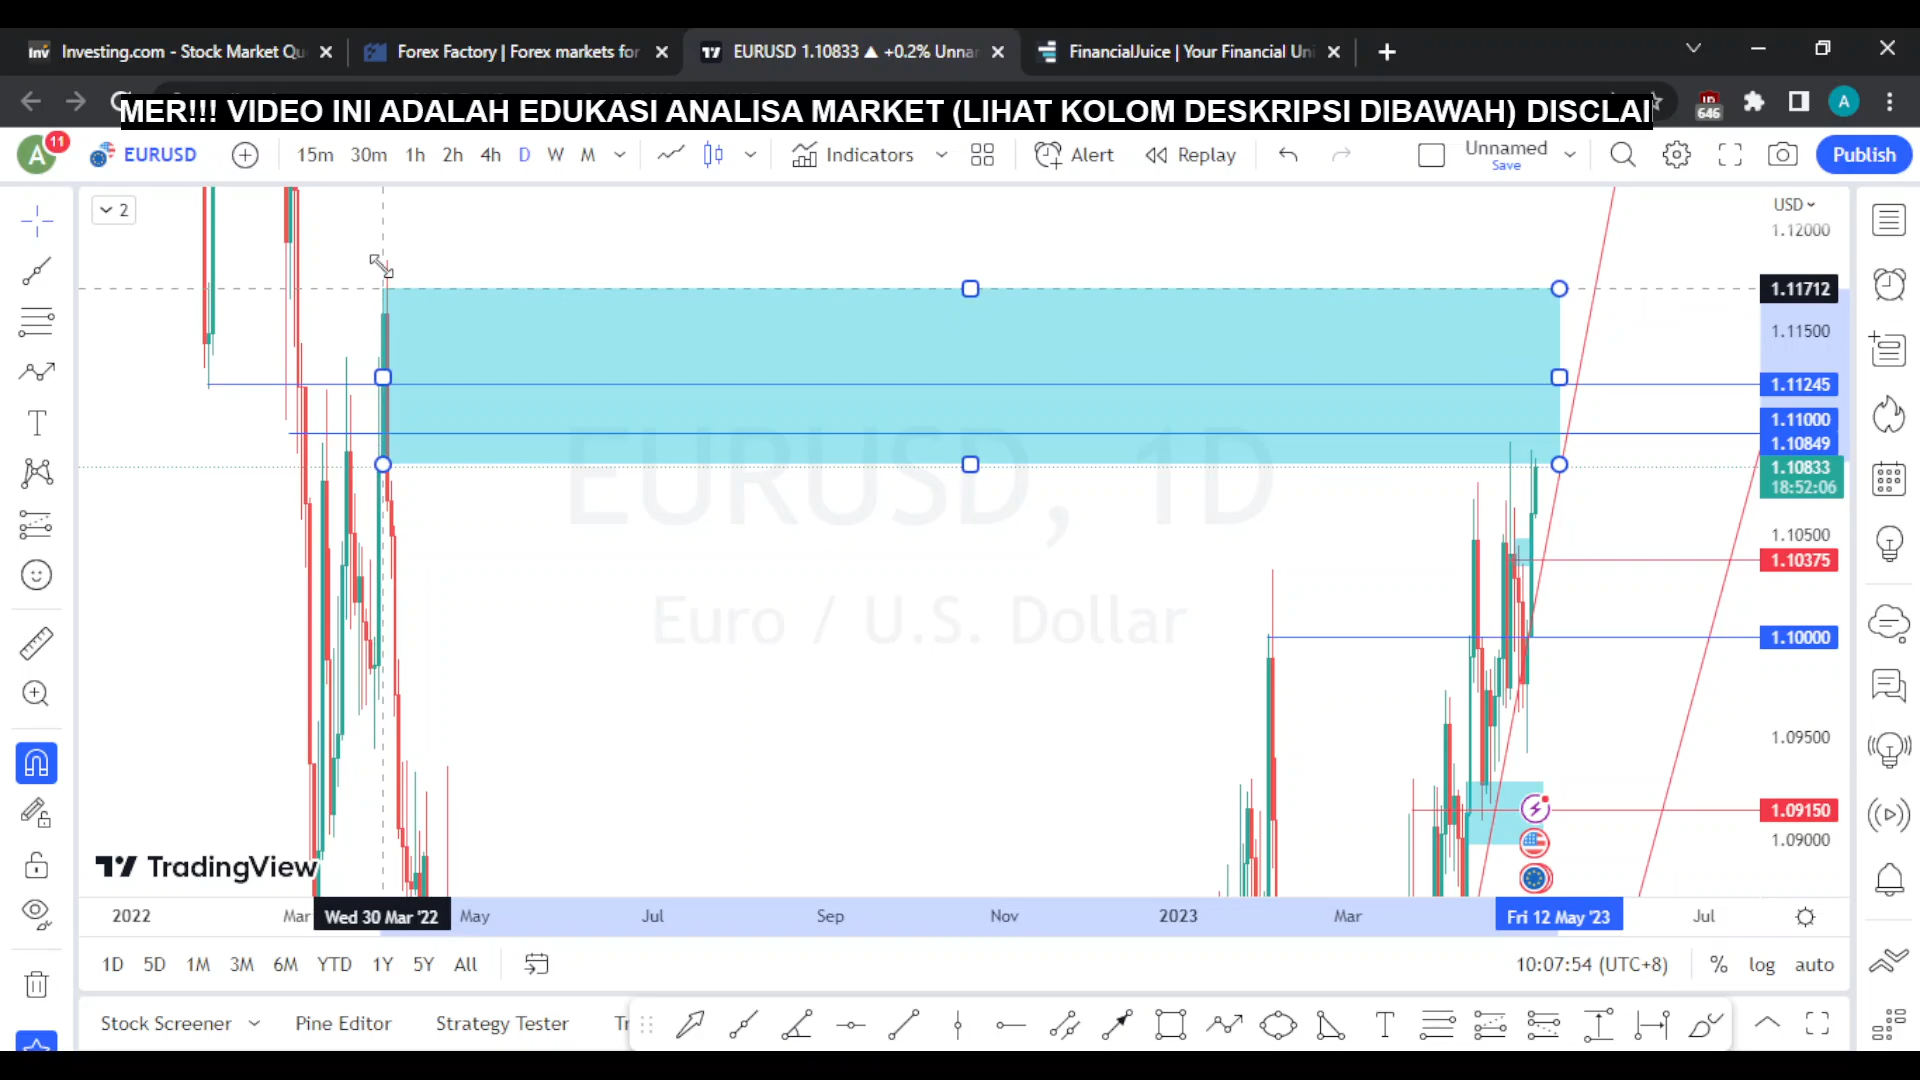 Inv Investing.com - Stock Market Qu
Forex Factory | Forex markets for
EURUSD 1.10833 ▲ +0.2% Unnar
FinancialJuice | Your Financial Uni
MER!!! VIDEO INI ADALAH EDUKASI ANALISA MARKET (LIHAT KOLOM DESKRIPSI DIBAWAH) DISCLAI
646
A
A
11
EURUSD
15m 30m 1h 2h 4h D W M
Indicators
Alert
Replay
Unnamed
Save
Publish
2
USD
1.12000
1.11712
1.11500
1.11245
1.11000
1.10849
1.10833
18:52:06
1.10500
1.10375
1.10000
1.09500
1.09150
1.09000
EURUSD, 1D
Euro / U.S. Dollar
TradingView
2022 Mar Wed 30 Mar '22 May Jul Sep Nov 2023 Mar Fri 12 May '23 Jul
1D 5D 1M 3M 6M YTD 1Y 5Y All
10:07:54 (UTC+8) % log auto
Stock Screener Pine Editor Strategy Tester Tr